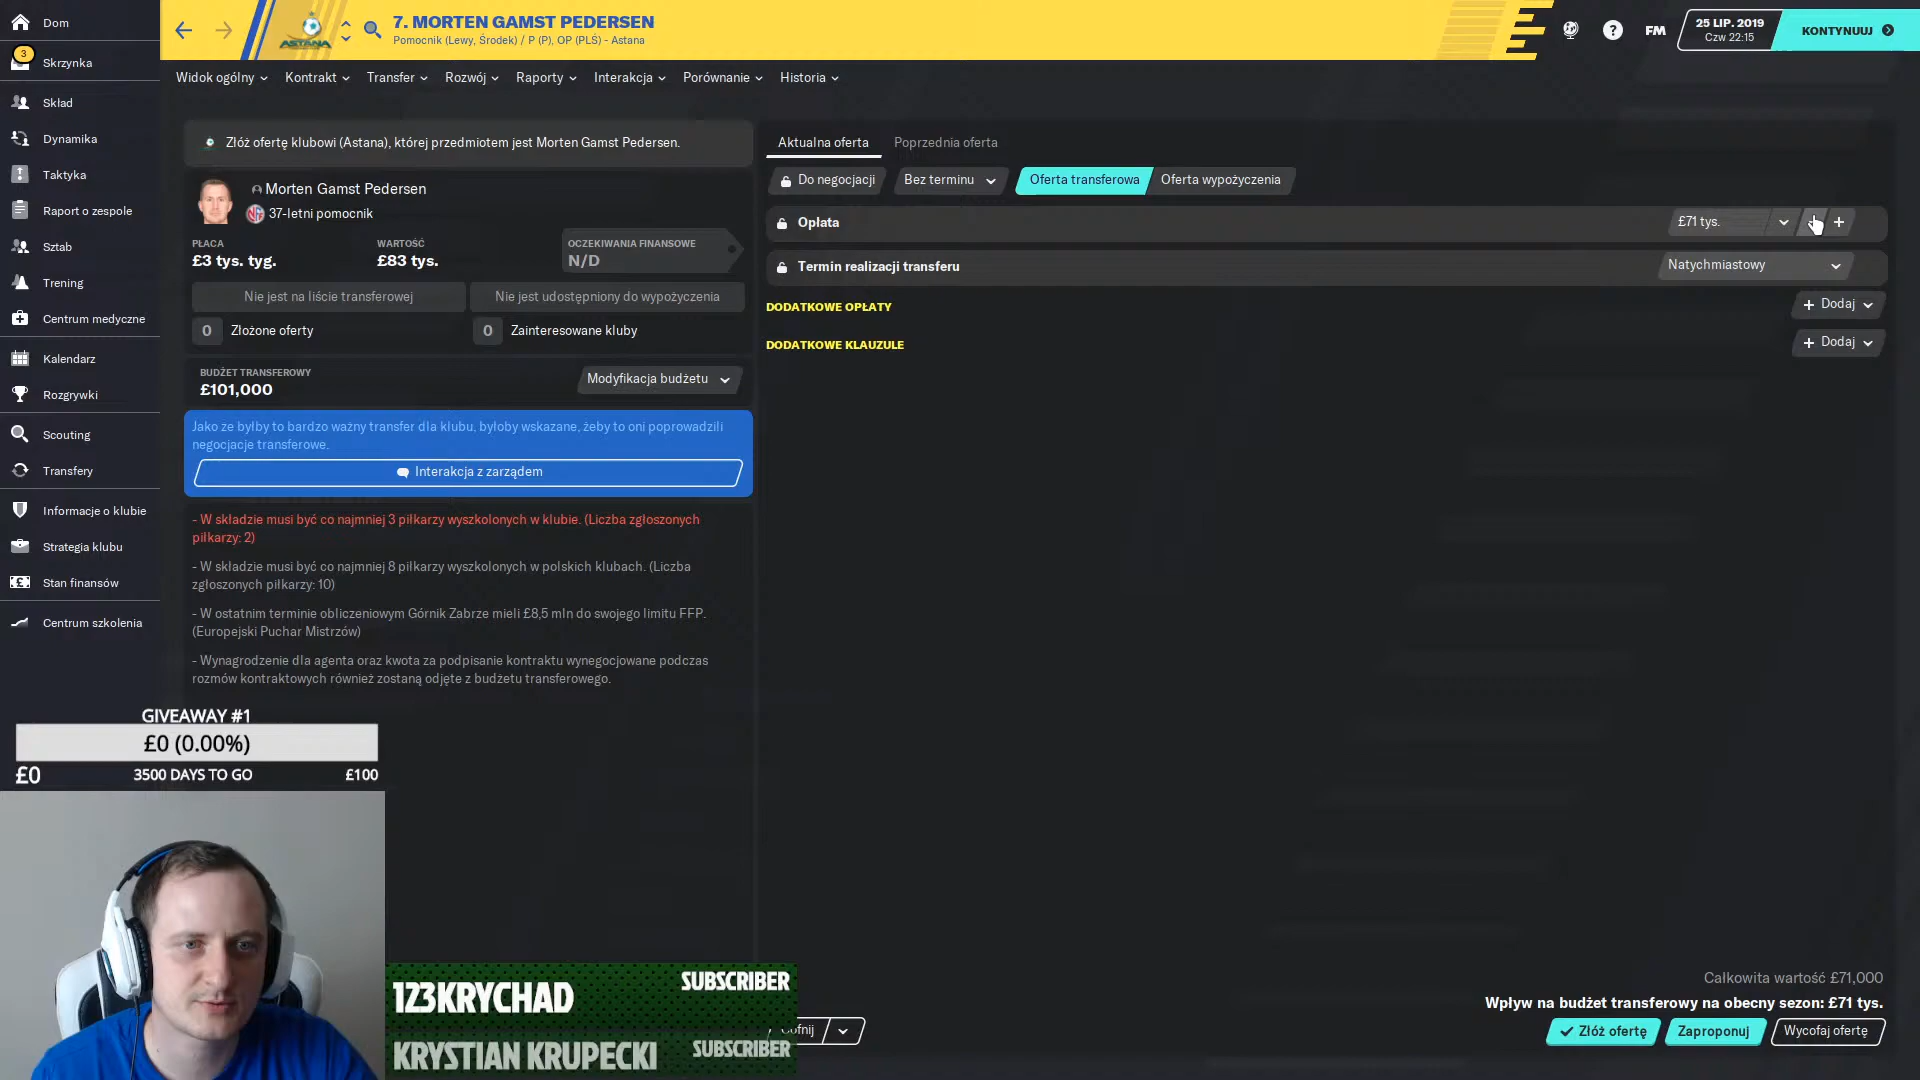 Dom
3
Skrzynka
Skład
Dynamika
Taktyka
Raport o zespole
Sztab
Trening
Centrum medyczne
Kalendarz
Rozgrywki
Scouting
Transfery
Informacje o klubie
Strategia klubu
Stan finansów
Centrum szkolenia
ASTANA
7. MORTEN GAMST PEDERSEN
Pomocnik (Lewy, Środek) / P (P), OP (PLŚ) - Astana
FM
25 LIP. 2019
Czw 22:15
KONTYNUUJ
Widok ogólny
Kontrakt
Transfer
Rozwój
Raporty
Interakcja
Porównanie
Historia
Złóż ofertę klubowi (Astana), której przedmiotem jest Morten Gamst Pedersen.
Morten Gamst Pedersen
37-letni pomocnik
PŁACA
£3 tys. tyg.
WARTOŚĆ
£83 tys.
OCZEKIWANIA FINANSOWE
N/D
Nie jest na liście transferowej
Nie jest udostępniony do wypożyczenia
0 Złożone oferty
0 Zainteresowane kluby
BUDŻET TRANSFEROWY
£101,000
Modyfikacja budżetu
Jako że byłby to bardzo ważny transfer dla klubu, byłoby wskazane, żeby to oni poprowadzili
negocjacje transferowe.
Interakcja z zarządem
- W składzie musi być co najmniej 3 piłkarzy wyszkolonych w klubie. (Liczba zgłoszonych
piłkarzy: 2)
- W składzie musi być co najmniej 8 piłkarzy wyszkolonych w polskich klubach. (Liczba
zgłoszonych piłkarzy: 10)
- W ostatnim terminie obliczeniowym Górnik Zabrze mieli £8,5 mln do swojego limitu FFP.
(Europejski Puchar Mistrzów)
- Wynagrodzenie dla agenta oraz kwota za podpisanie kontraktu wynegocjowane podczas
rozmów kontraktowych również zostaną odjęte z budżetu transferowego.
Aktualna oferta
Poprzednia oferta
Do negocjacji
Bez terminu
Oferta transferowa
Oferta wypożyczenia
Opłata
£71 tys.
Termin realizacji transferu
Natychmiastowy
DODATKOWE OPŁATY
+ Dodaj
DODATKOWE KLAUZULE
+ Dodaj
GIVEAWAY #1
£0 (0.00%)
£0
3500 DAYS TO GO
£100
123KRYCHAD
SUBSCRIBER
KRYSTIAN KRUPECKI
SUBSCRIBER
Cofnij
Całkowita wartość £71,000
Wpływ na budżet transferowy na obecny sezon: £71 tys.
Złóż ofertę
Zaproponuj
Wycofaj ofertę